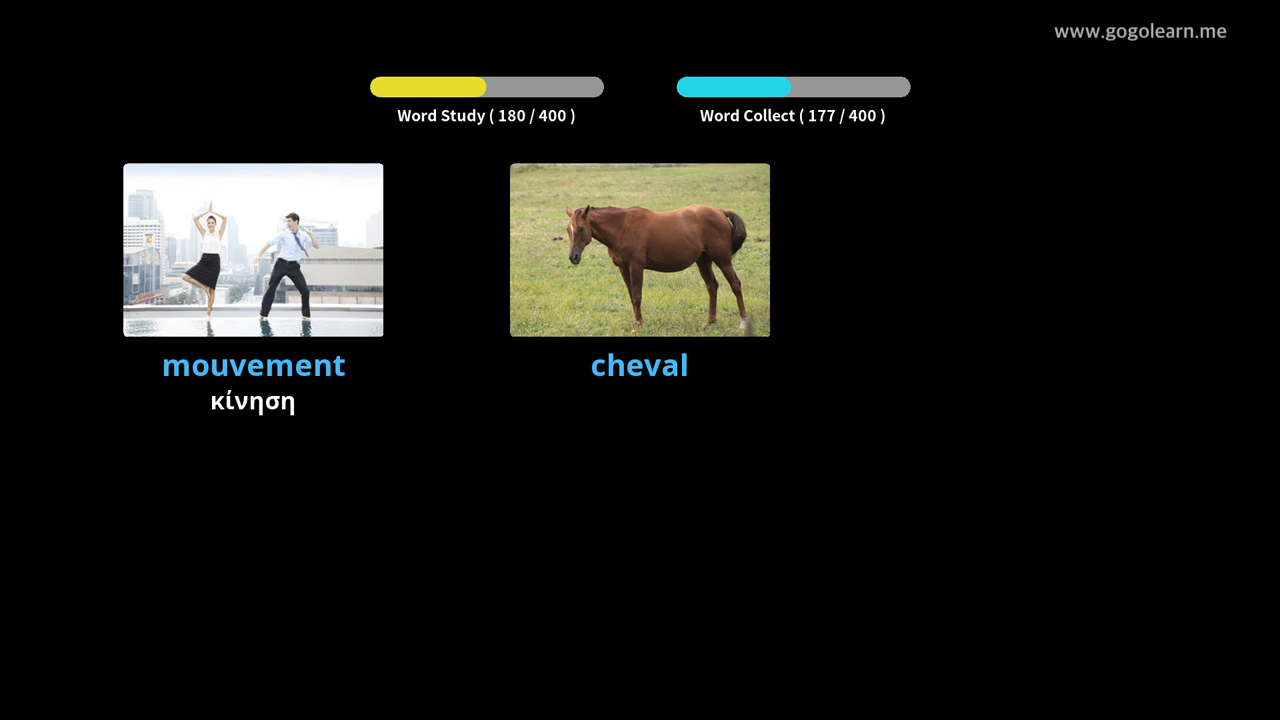 www.gogolearn.me
Word Study ( 180 / 400 )
Word Collect ( 177 / 400 )
mouvement
κίνηση
cheval